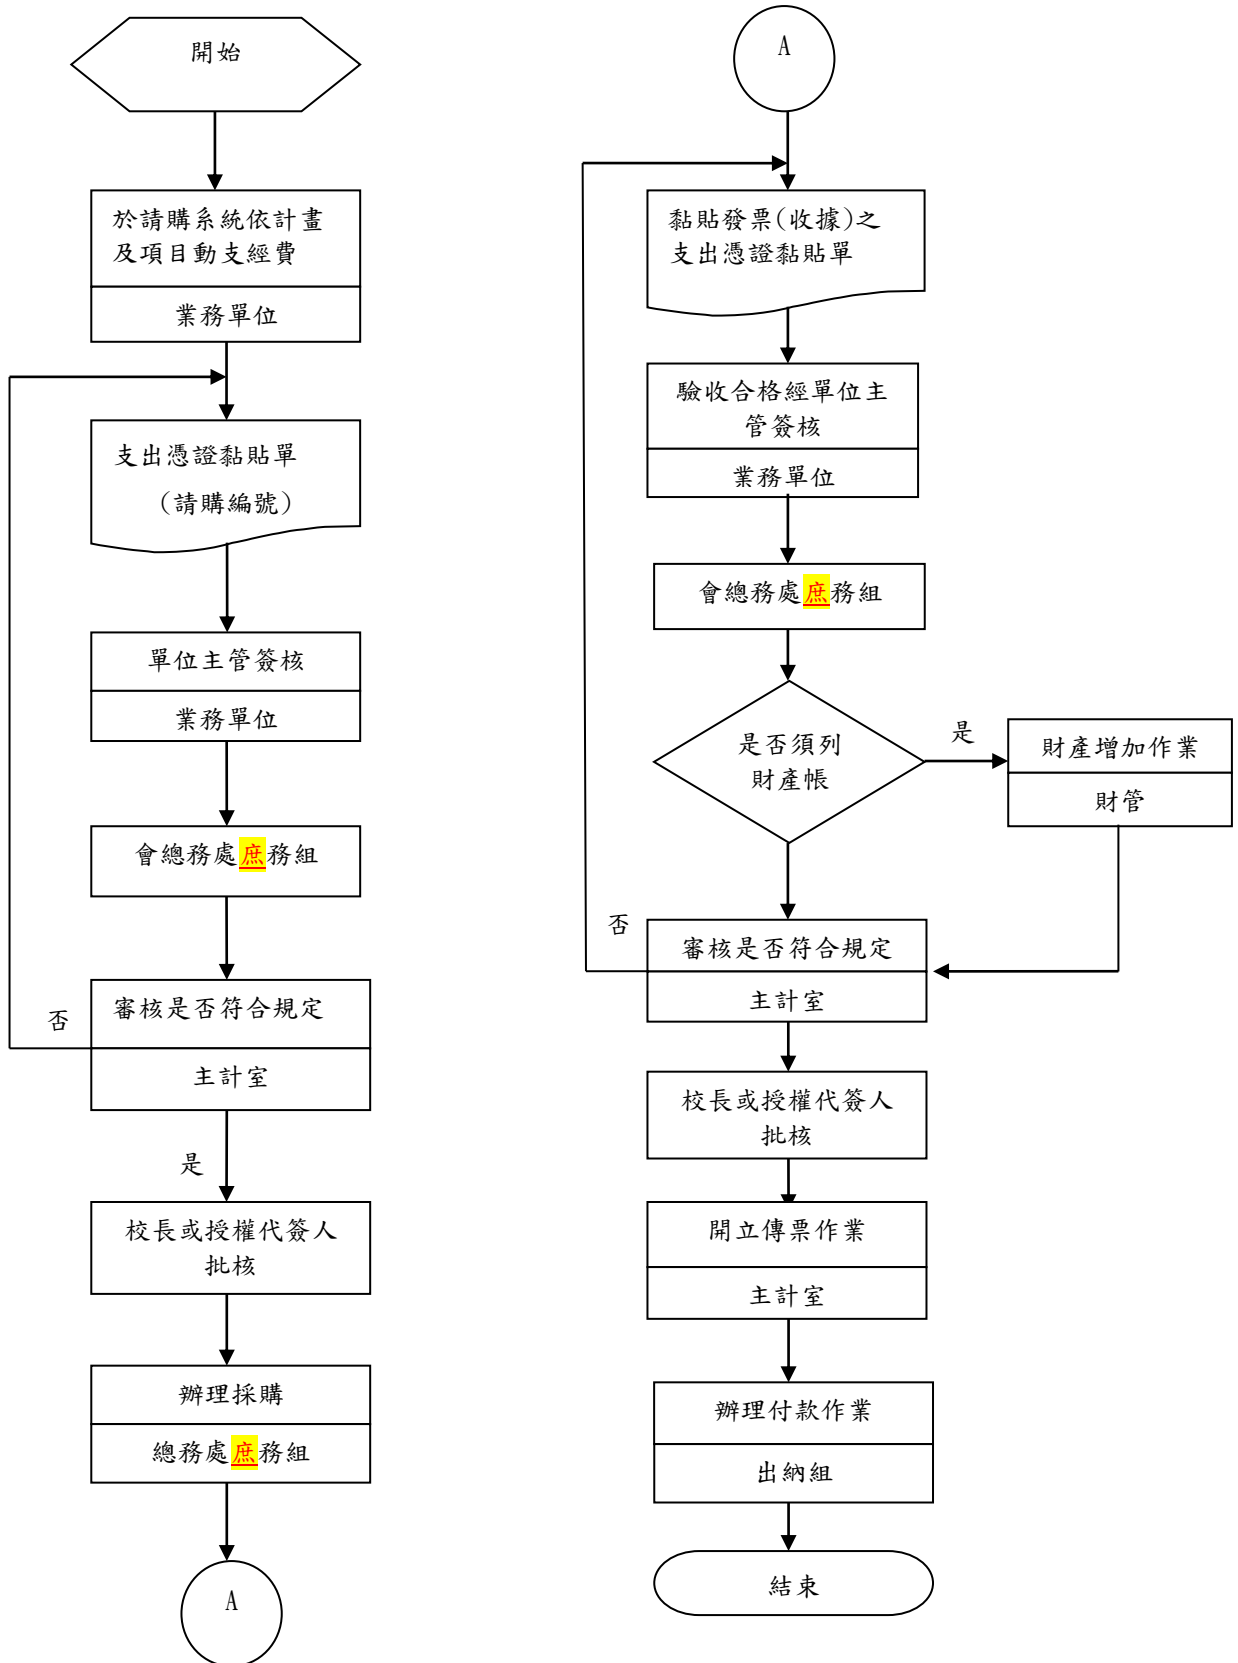 開始
於請購系統依計畫
及項目動支經費
業務單位
支出憑證黏貼單
(請購編號)
單位主管簽核
業務單位
會總務處庶務組
審核是否符合規定
否
主計室
是
校長或授權代簽人
批核
辦理採購
總務處庶務組
A
A
黏貼發票(收據)之
支出憑證黏貼單
驗收合格經單位主
管簽核
業務單位
會總務處庶務組
是否須列
財產帳
是
財產增加作業
財管
否
審核是否符合規定
主計室
校長或授權代簽人
批核
開立傳票作業
主計室
辦理付款作業
出納組
結束